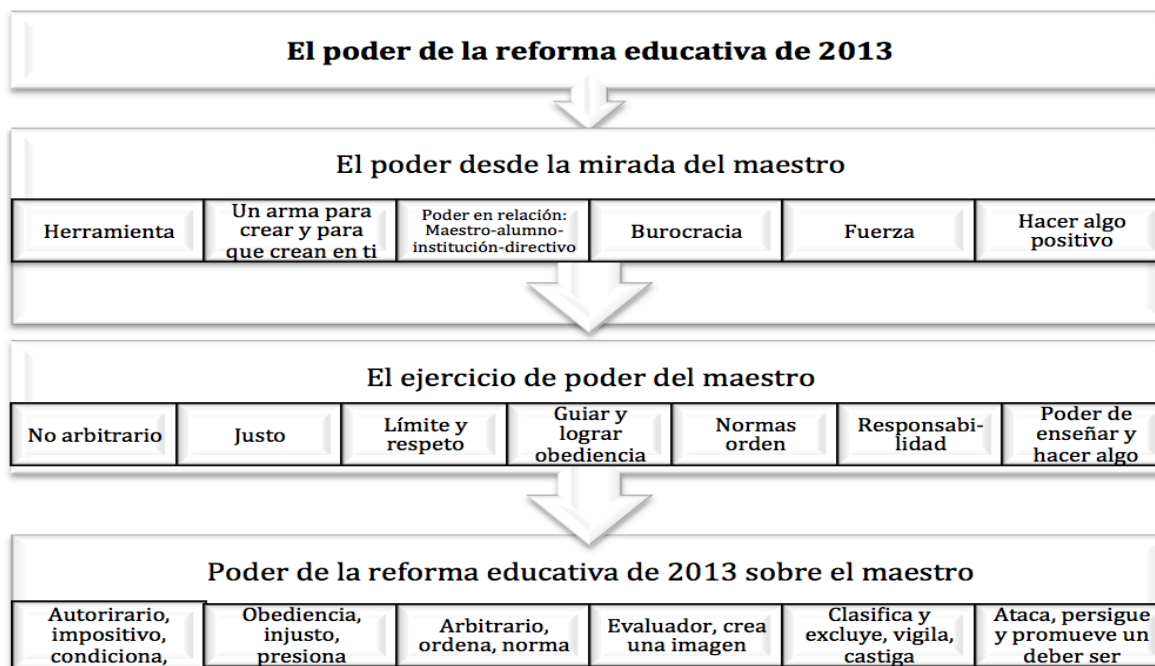 El poder de la reforma educativa de 2013
El poder desde la mirada del maestro
Herramienta
Un arma para
crear y para
que crean en ti
Poder en relación:
Maestro-alumno-
institución-directivo
Burocracia
Fuerza
Hacer algo
positivo
El ejercicio de poder del maestro
No arbitrario
Justo
Límite y
respeto
Guiar y
lograr
obediencia
Normas
orden
Responsabi-
lidad
Poder de
enseñar y
hacer algo
Poder de la reforma educativa de 2013 sobre el maestro
Autorirario,
impositivo,
condiciona,
Obediencia,
injusto,
presiona
Arbitrario,
ordena, norma
Evaluador, crea
una imagen
Clasifica y
excluye, vigila,
castiga
Ataca, persigue
y promueve un
deber ser